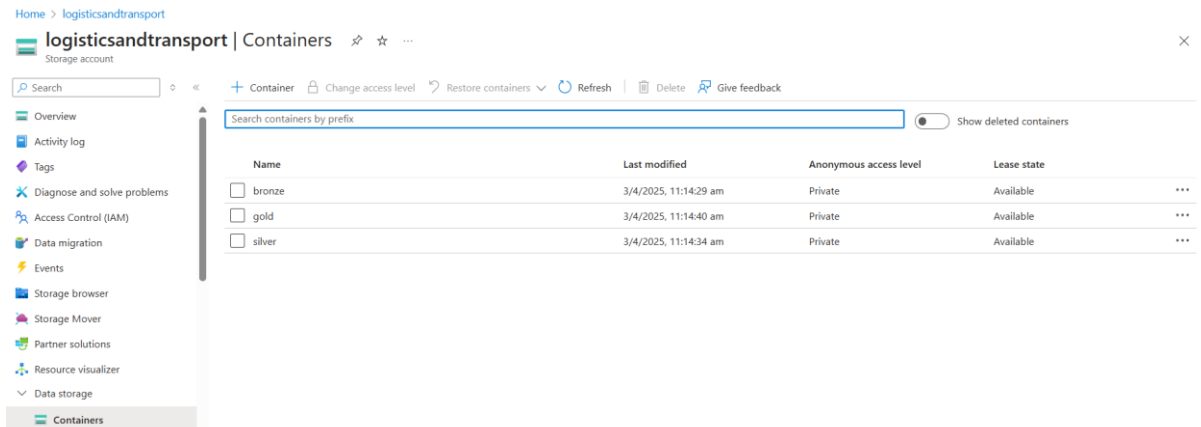 Home > logisticsandtransport
logisticsandtransport | Containers
Storage account
Search
Container Change access level Restore containers Refresh Delete Give feedback
Search containers by prefix
Show deleted containers
Overview
Activity log
Tags
Diagnose and solve problems
Access Control (IAM)
Data migration
Events
Storage browser
Storage Mover
Partner solutions
Resource visualizer
Data storage
Containers
Name Last modified Anonymous access level Lease state
bronze 3/4/2025, 11:14:29 am Private Available
gold 3/4/2025, 11:14:40 am Private Available
silver 3/4/2025, 11:14:34 am Private Available